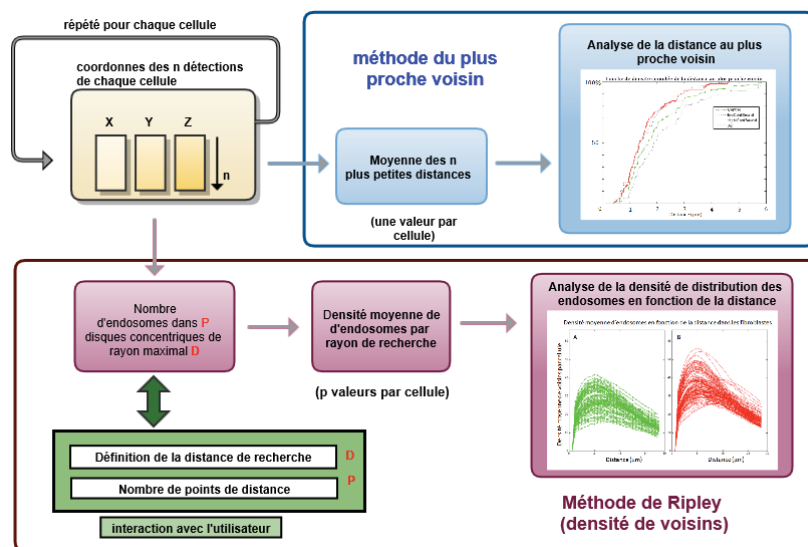 répété pour chaque cellule
coordonnes des n détections
de chaque cellule
X Y Z
n
méthode du plus
proche voisin
Moyenne des n
plus petites distances
(une valeur par
cellule)
Analyse de la distance au plus
proche voisin
100%
Nombre
d'endosomes dans P
disques concentriques de
rayon maximal D
Densité moyenne de
d'endosomes par
rayon de recherche
(p valeurs par cellule)
Analyse de la densité de distribution des
endosomes en fonction de la distance
Densité moyenne d'endosomes en fonction de la distance dans les fibroblastes
A
B
Distance (µm)
Distance (µm)
Définition de la distance de recherche
D
Nombre de points de distance
P
interaction avec l'utilisateur
Méthode de Ripley
(densité de voisins)